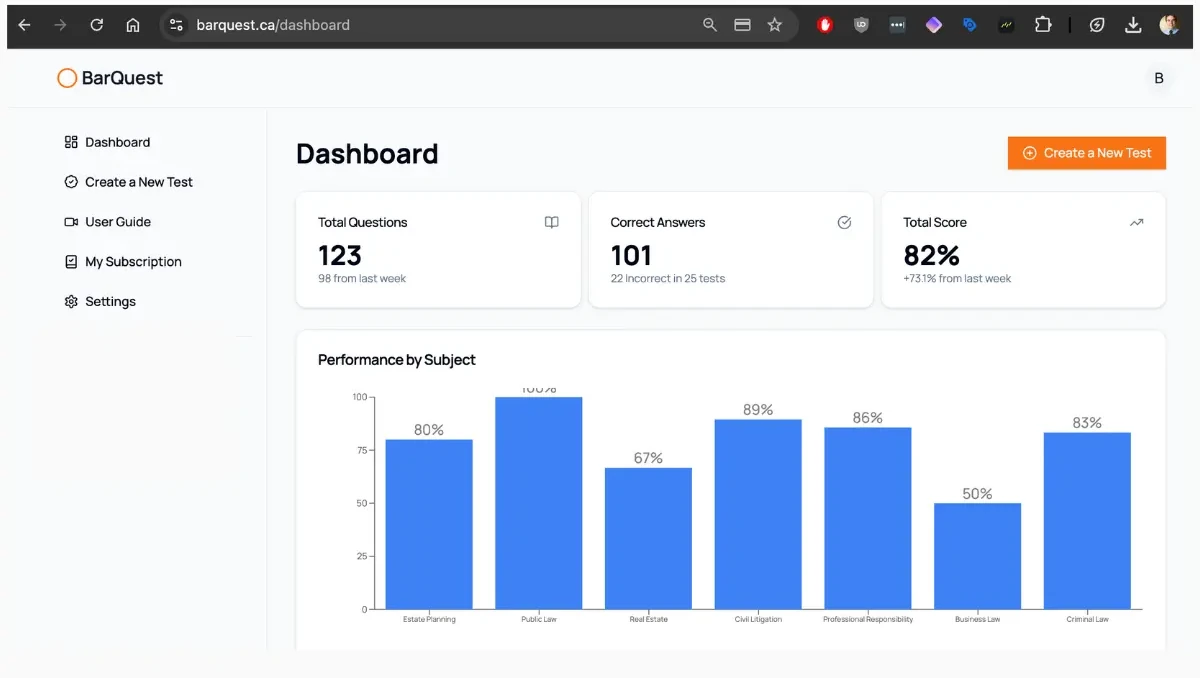 barquest.ca/dashboard
BarQuest
B
Dashboard
Create a New Test
User Guide
My Subscription
Settings
Dashboard
Create a New Test
Total Questions
123
98 from last week
Correct Answers
101
22 Incorrect in 25 tests
Total Score
82%
+73.1% from last week
Performance by Subject
100
75
50
25
0
80%
100%
67%
89%
86%
50%
83%
Estate Planning
Public Law
Real Estate
Civil Litigation
Professional Responsibility
Business Law
Criminal Law